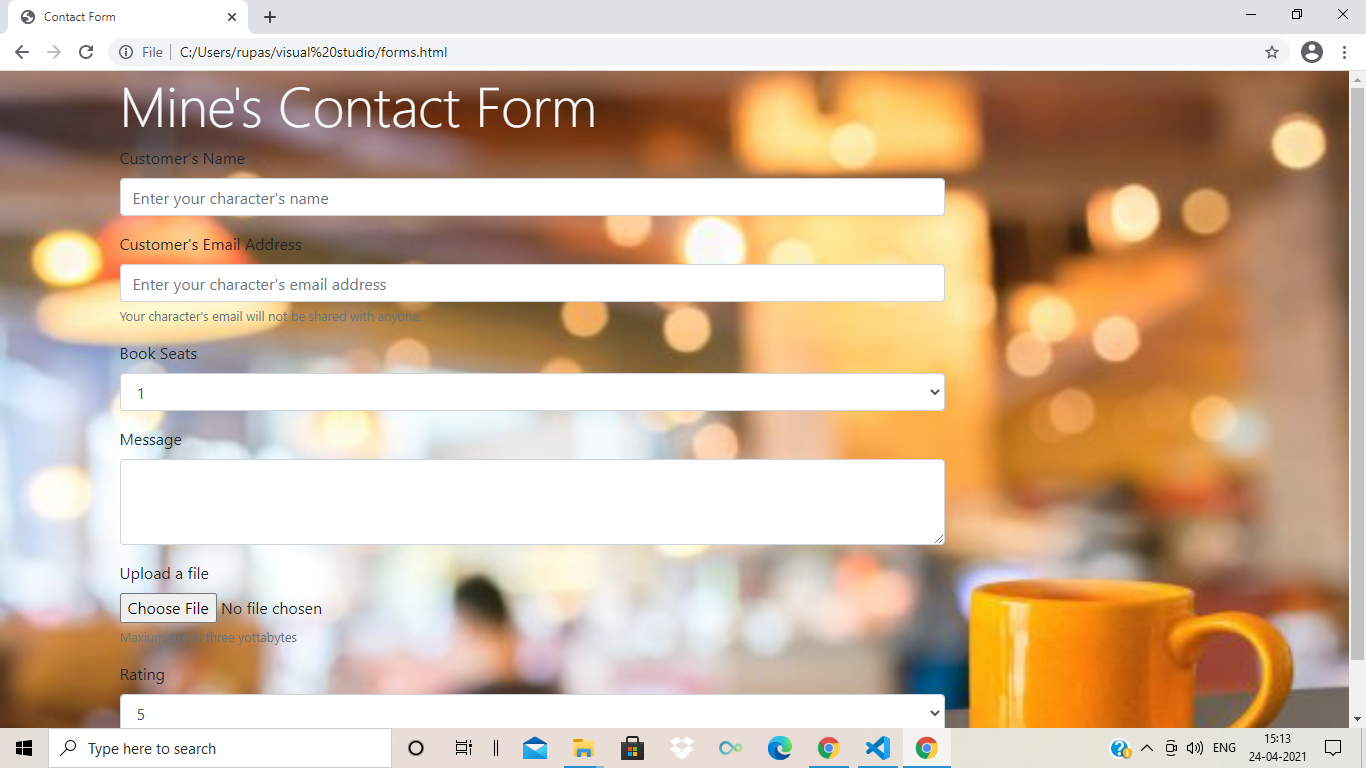 Contact Form
File
C:/Users/rupas/visual%20studio/forms.html
Mine's Contact Form
Customer's Name
Enter your character's name
Customer's Email Address
Enter your character's email address
Your character's email will not be shared with anyone.
Book Seats
1
Message
Upload a file
Choose File No file chosen
three yottabytes
Rating
5
Type here to search
ENG
15:13
24-04-2021